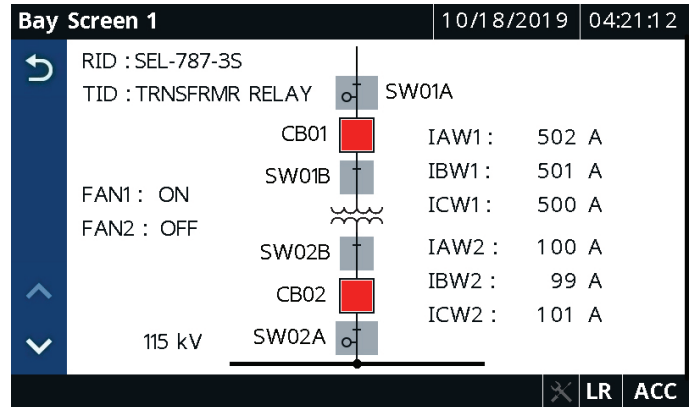 Bay Screen 1 10/18/2019 04:21:12
RID : SEL-787-3S
TID : TRNSFRMR RELAY
SW01A
CB01
SW01B
FAN1 : ON
FAN2 : OFF
SW02B
CB02
115 kV
SW02A
IAW1 : 502 A
IBW1 : 501 A
ICW1 : 500 A
IAW2 : 100 A
IBW2 : 99 A
ICW2 : 101 A
LR ACC